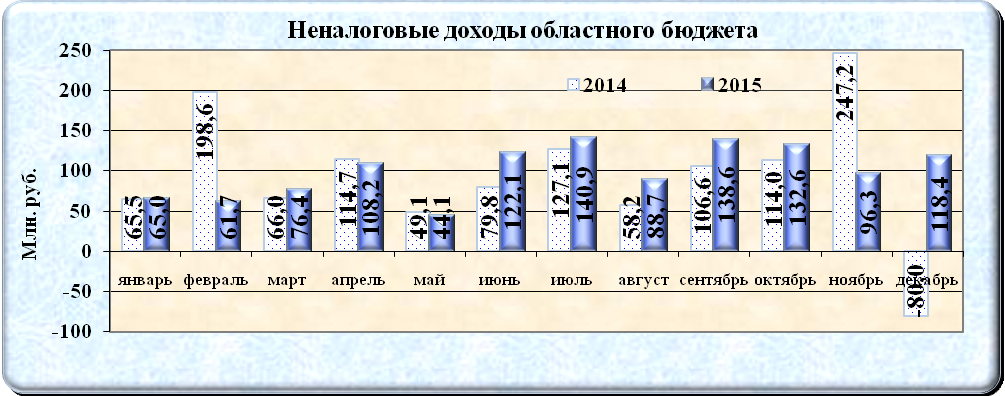 Неналоговые доходы областного бюджета
Млн. руб.
250
200
150
100
50
0
-50
-100
2014
2015
65,5
65,0
198,6
61,7
66,0
76,4
114,7
108,2
49,1
44,1
79,8
122,1
127,1
140,9
58,2
88,7
106,6
138,6
114,0
132,6
247,2
96,3
-80,0
118,4
январь
февраль
март
апрель
май
июнь
июль
август
сентябрь
октябрь
ноябрь
декабрь